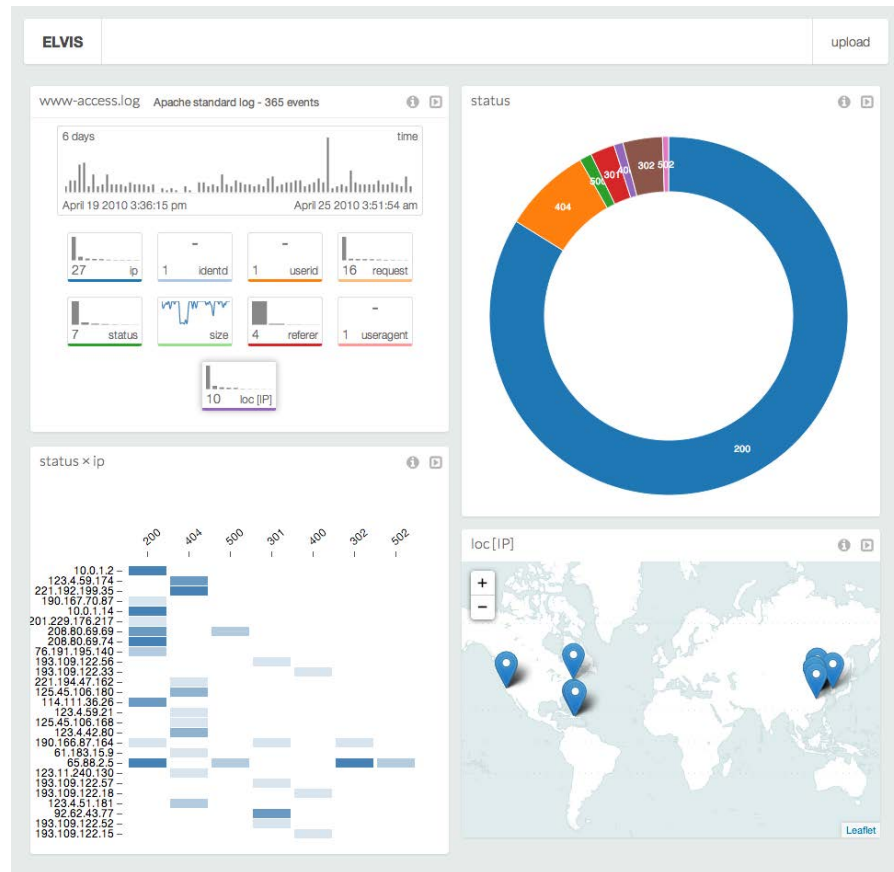 ELVIS
upload
www-access.log Apache standard log - 365 events
6 days time
April 19 2010 3:36:15 pm April 25 2010 3:51:54 am
27 ip
- 1 identd
- 1 userid
16 request
7 status
size
4 referer
- 1 useragent
10 loc [IP]
status
200
404
500
301
400
302
502
status × ip
200 404 500 301 400 302 502
10.0.1.2 –
123.4.59.174 –
221.192.199.35 –
190.167.70.87 –
10.0.1.14 –
201.229.176.217 –
208.80.69.69 –
208.80.69.74 –
76.191.195.140 –
193.109.122.56 –
193.109.122.33 –
221.194.47.162 –
125.45.106.180 –
114.111.36.26 –
123.4.59.21 –
125.45.106.168 –
123.4.42.80 –
190.166.87.164 –
61.183.15.9 –
65.88.2.5 –
123.11.240.130 –
193.109.122.57 –
193.109.122.18 –
123.4.51.181 –
92.62.43.77 –
193.109.122.52 –
193.109.122.15 –
loc [IP]
+
−
Leaflet